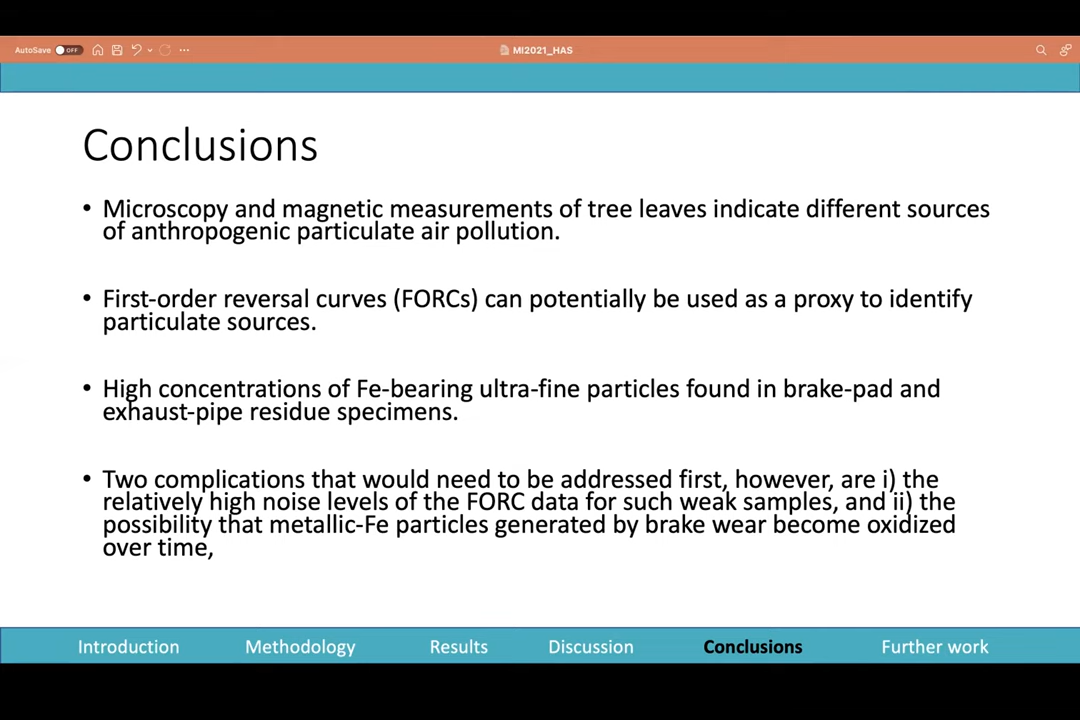 AutoSave OFF ... MI2021_HAS
Conclusions
• Microscopy and magnetic measurements of tree leaves indicate different sources
of anthropogenic particulate air pollution.
• First-order reversal curves (FORCs) can potentially be used as a proxy to identify
particulate sources.
• High concentrations of Fe-bearing ultra-fine particles found in brake-pad and
exhaust-pipe residue specimens.
• Two complications that would need to be addressed first, however, are i) the
relatively high noise levels of the FORC data for such weak samples, and ii) the
possibility that metallic-Fe particles generated by brake wear become oxidized
over time,
Introduction Methodology Results Discussion Conclusions Further work